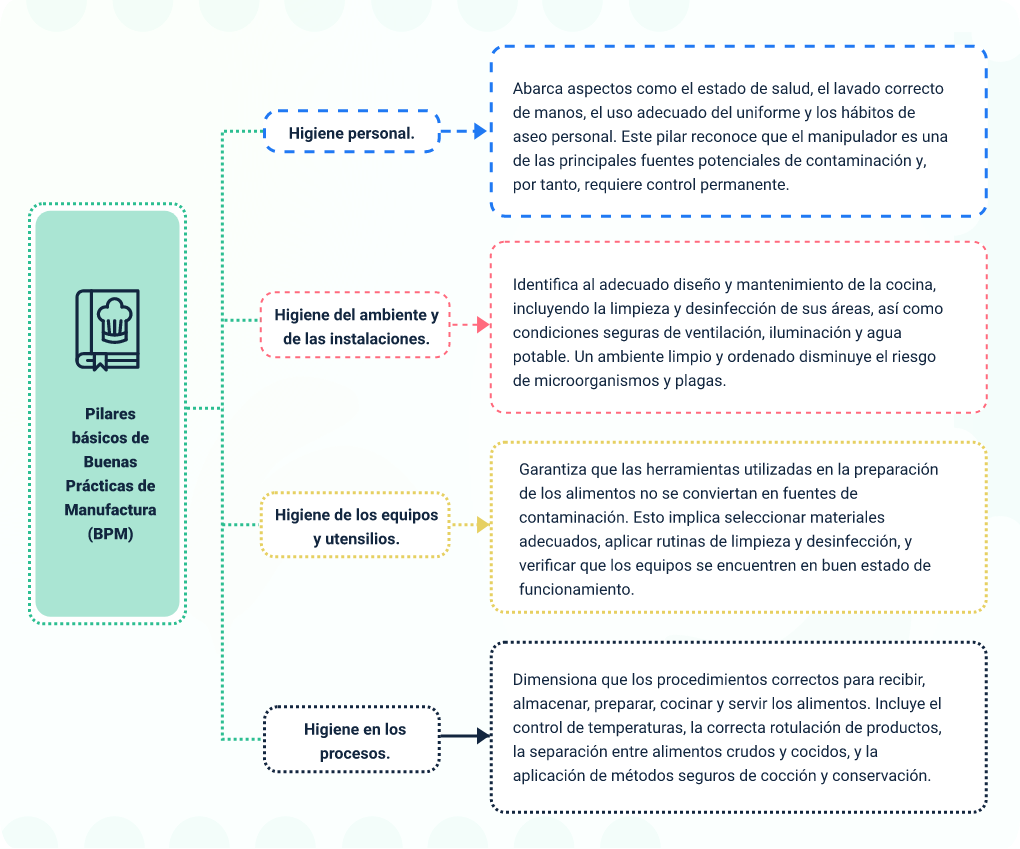 Pilares
básicos de
Buenas
Prácticas de
Manufactura
(BPM)
Higiene personal.
Abarca aspectos como el estado de salud, el lavado correcto
de manos, el uso adecuado del uniforme y los hábitos de
aseo personal. Este pilar reconoce que el manipulador es una
de las principales fuentes potenciales de contaminación y,
por tanto, requiere control permanente.
Higiene del ambiente y
de las instalaciones.
Identifica al adecuado diseño y mantenimiento de la cocina,
incluyendo la limpieza y desinfección de sus áreas, así como
condiciones seguras de ventilación, iluminación y agua
potable. Un ambiente limpio y ordenado disminuye el riesgo
de microorganismos y plagas.
Higiene de los equipos
y utensilios.
Garantiza que las herramientas utilizadas en la preparación
de los alimentos no se conviertan en fuentes de
contaminación. Esto implica seleccionar materiales
adecuados, aplicar rutinas de limpieza y desinfección, y
verificar que los equipos se encuentren en buen estado de
funcionamiento.
Higiene en los
procesos.
Dimensiona que los procedimientos correctos para recibir,
almacenar, preparar, cocinar y servir los alimentos. Incluye el
control de temperaturas, la correcta rotulación de productos,
la separación entre alimentos crudos y cocidos, y la
aplicación de métodos seguros de cocción y conservación.